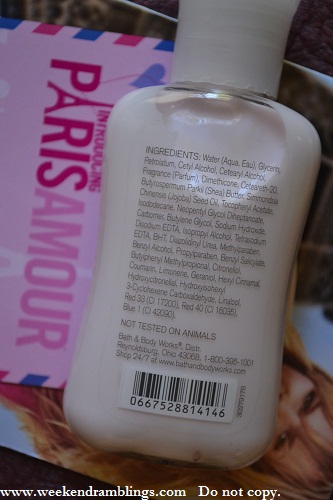 INTRODUCING
PARIS AMOUR
INGREDIENTS: Water (Aqua, Eau), Glycerin,
Petrolatum, Cetyl Alcohol, Cetearyl Alcohol,
Fragrance (Parfum), Dimethicone, Ceteareth-20,
Butyrospermum Parkii (Shea) Butter, Simmondsia
Chinensis (Jojoba) Seed Oil, Tocopheryl Acetate,
Isododecane, Neopentyl Glycol Diheptanoate,
Carbomer, Butylene Glycol, Sodium Hydroxide,
Disodium EDTA, Isopropyl Alcohol, Tetrasodium
EDTA, BHT, Diazolidinyl Urea, Methylparaben,
Benzyl Alcohol, Propylparaben, Benzyl Salicylate,
Butylphenyl Methylpropional, Citronellol,
Coumarin, Limonene, Geraniol, Hexyl Cinnamal,
Hydroxycitronellal, Hydroxyisohexyl
3-Cyclohexene Carboxaldehyde, Linalool,
Red 33 (CI 17200), Red 40 (CI 16035),
Blue 1 (CI 42090).
NOT TESTED ON ANIMALS
Bath & Body Works®, Distr.
Reynoldsburg, Ohio 43068, 1-800-395-1001
Shop 24/7 at www.bathandbodyworks.com
0667528814146
www.weekendramblings.com Do not copy.